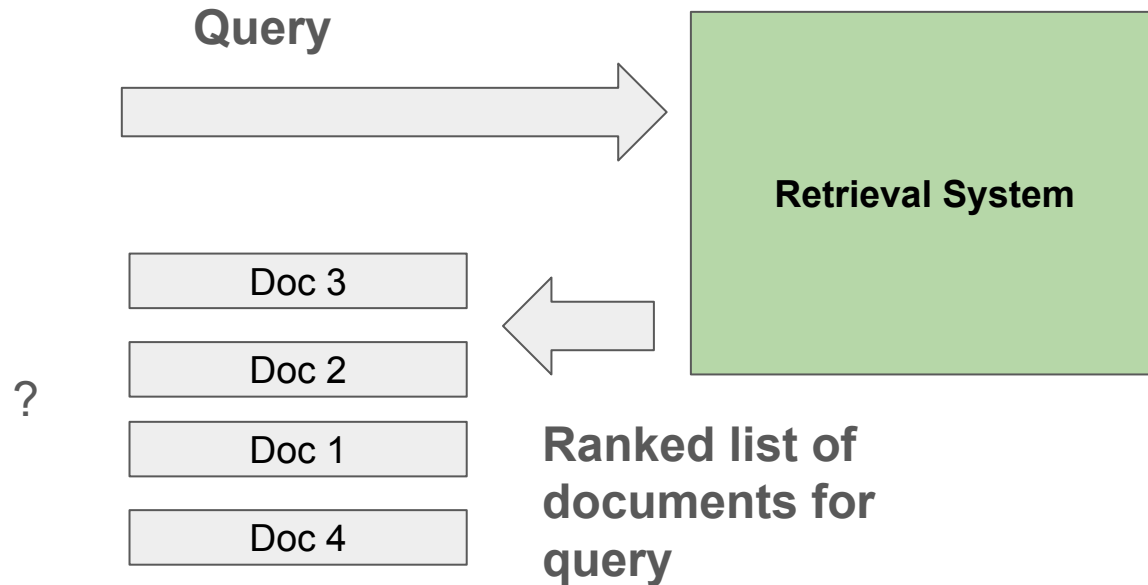 Query
Retrieval System
Doc 3
Doc 2
?
Doc 1
Doc 4
Ranked list of
documents for
query